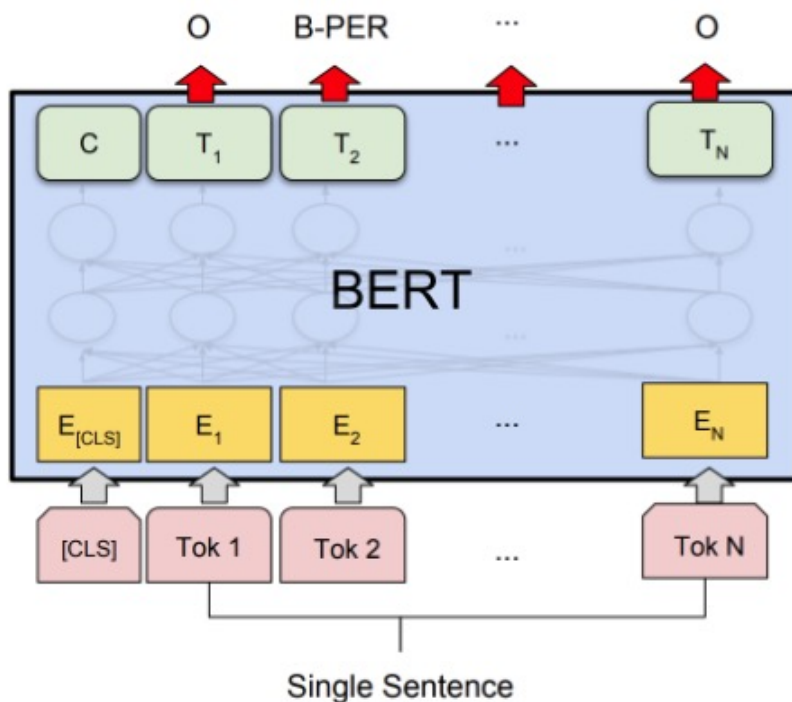 O B-PER ... O
C T1 T2 ... TN
...
BERT
...
E[CLS] E1 E2 ... EN
[CLS] Tok 1 Tok 2 ... Tok N
Single Sentence